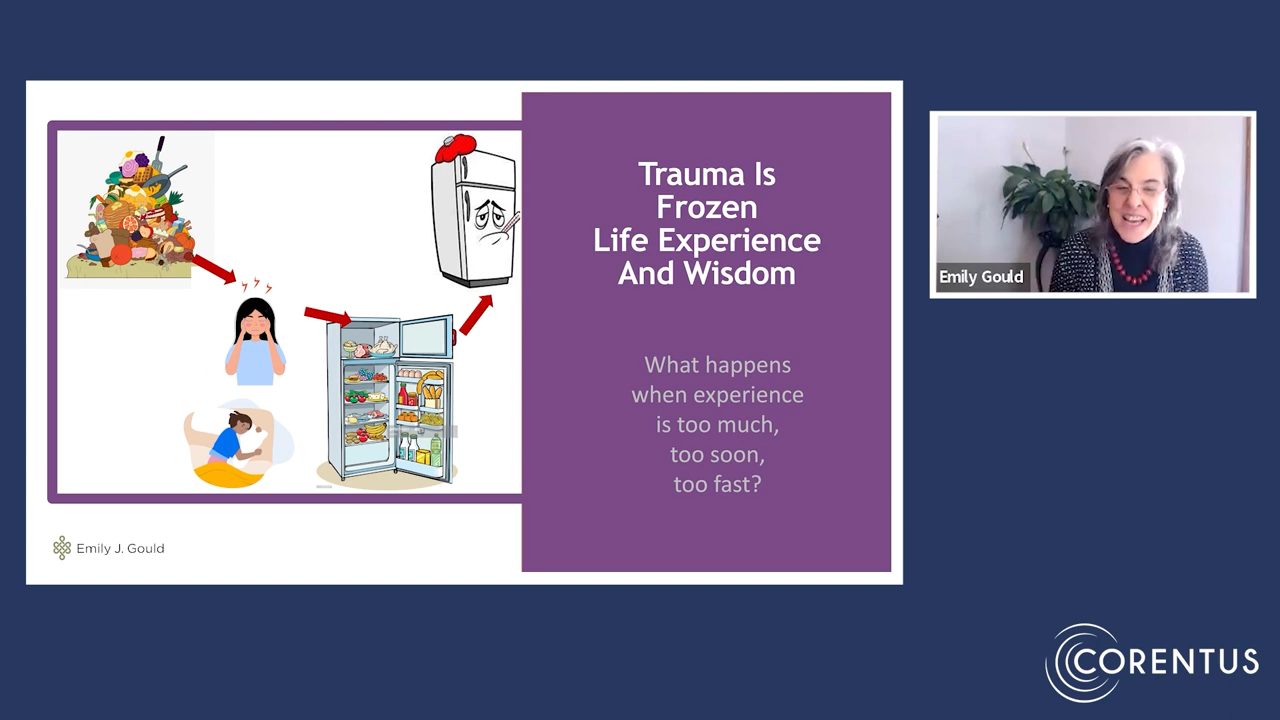 Trauma Is
Frozen
Life Experience
And Wisdom
What happens
when experience
is too much,
too soon,
too fast?
Emily J. Gould
Emily Gould
CORENTUS